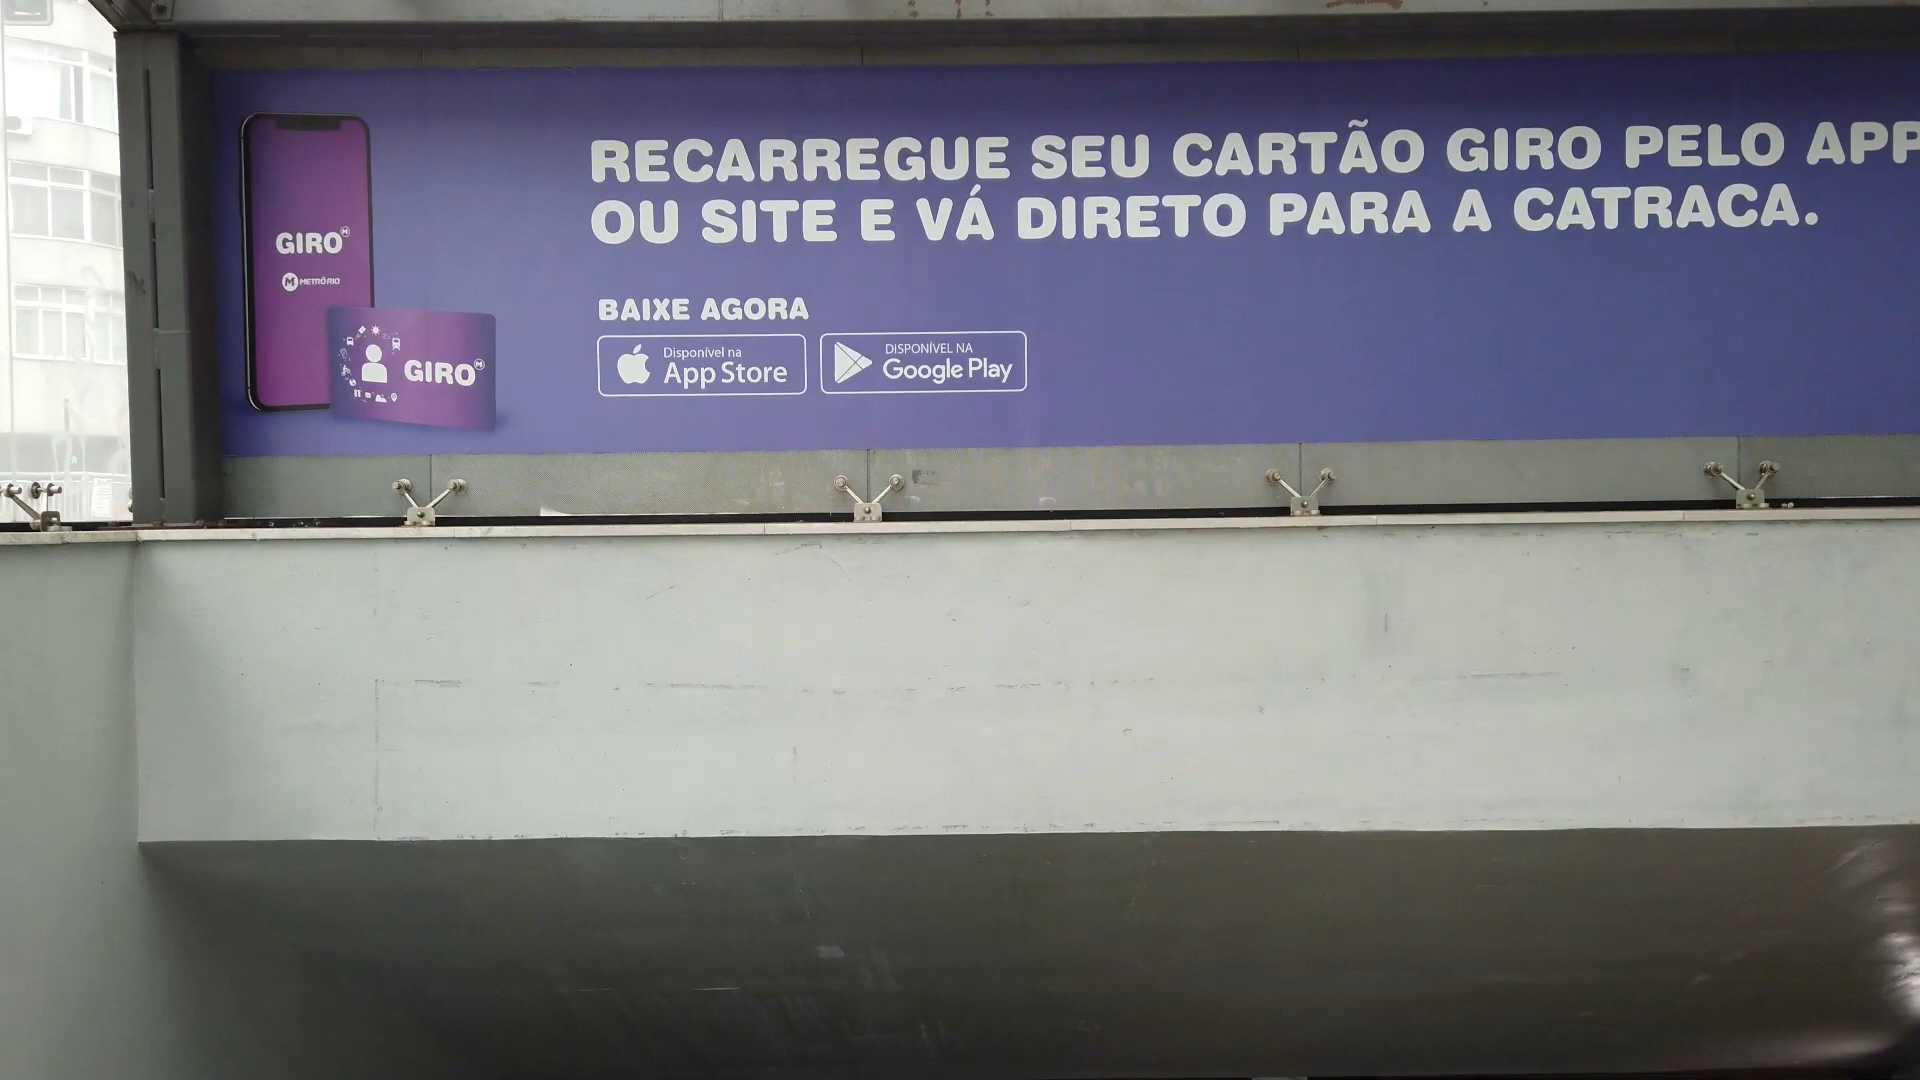 RECARREGUE SEU CARTÃO GIRO PELO APP
OU SITE E VÁ DIRETO PARA A CATRACA.
GIRO M
M METRÔRIO
GIRO M
BAIXE AGORA
Disponível na
App Store
DISPONÍVEL NA
Google Play